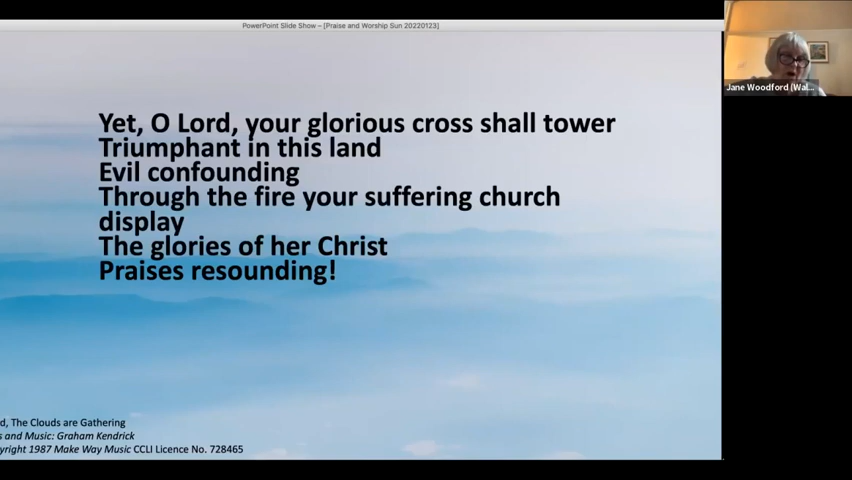 PowerPoint Slide Show – [Praise and Worship Sun 20220123]
Jane Woodford (Wal...
Yet, O Lord, your glorious cross shall tower
Triumphant in this land
Evil confounding
Through the fire your suffering church
display
The glories of her Christ
Praises resounding!
d, The Clouds are Gathering
s and Music: Graham Kendrick
yright 1987 Make Way Music CCLI Licence No. 728465